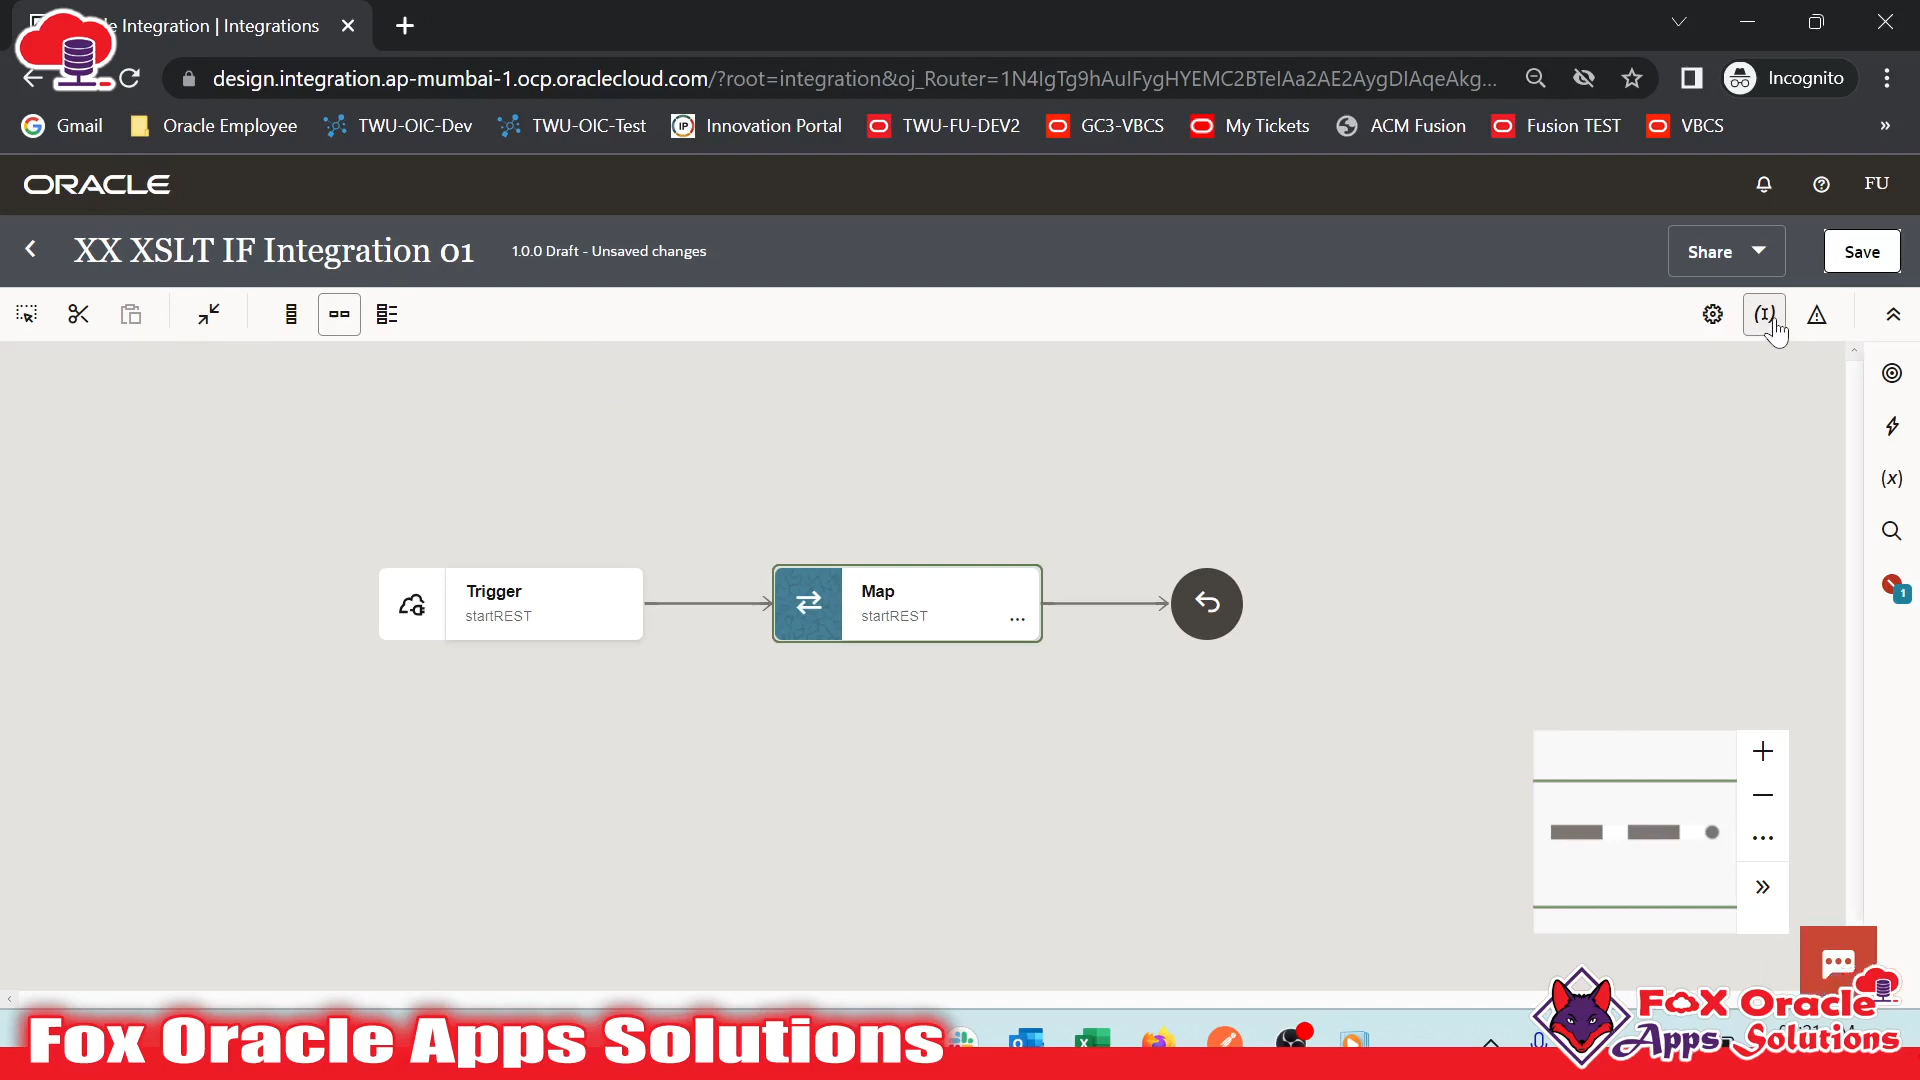 e Integration | Integrations
design.integration.ap-mumbai-1.ocp.oraclecloud.com/?root=integration&oj_Router=1N4IgTg9hAuIFygHYEMC2BTeIAa2AE2AygDIAqeAkg...
Incognito
Gmail
Oracle Employee
TWU-OIC-Dev
TWU-OIC-Test
IP
Innovation Portal
TWU-FU-DEV2
GC3-VBCS
My Tickets
ACM Fusion
Fusion TEST
VBCS
»
ORACLE
FU
XX XSLT IF Integration 01
1.0.0 Draft - Unsaved changes
Share
Save
(I)
(x)
1
Trigger
startREST
Map
startREST
...
Fox Oracle Apps Solutions
FoX Oracle
Apps Solutions